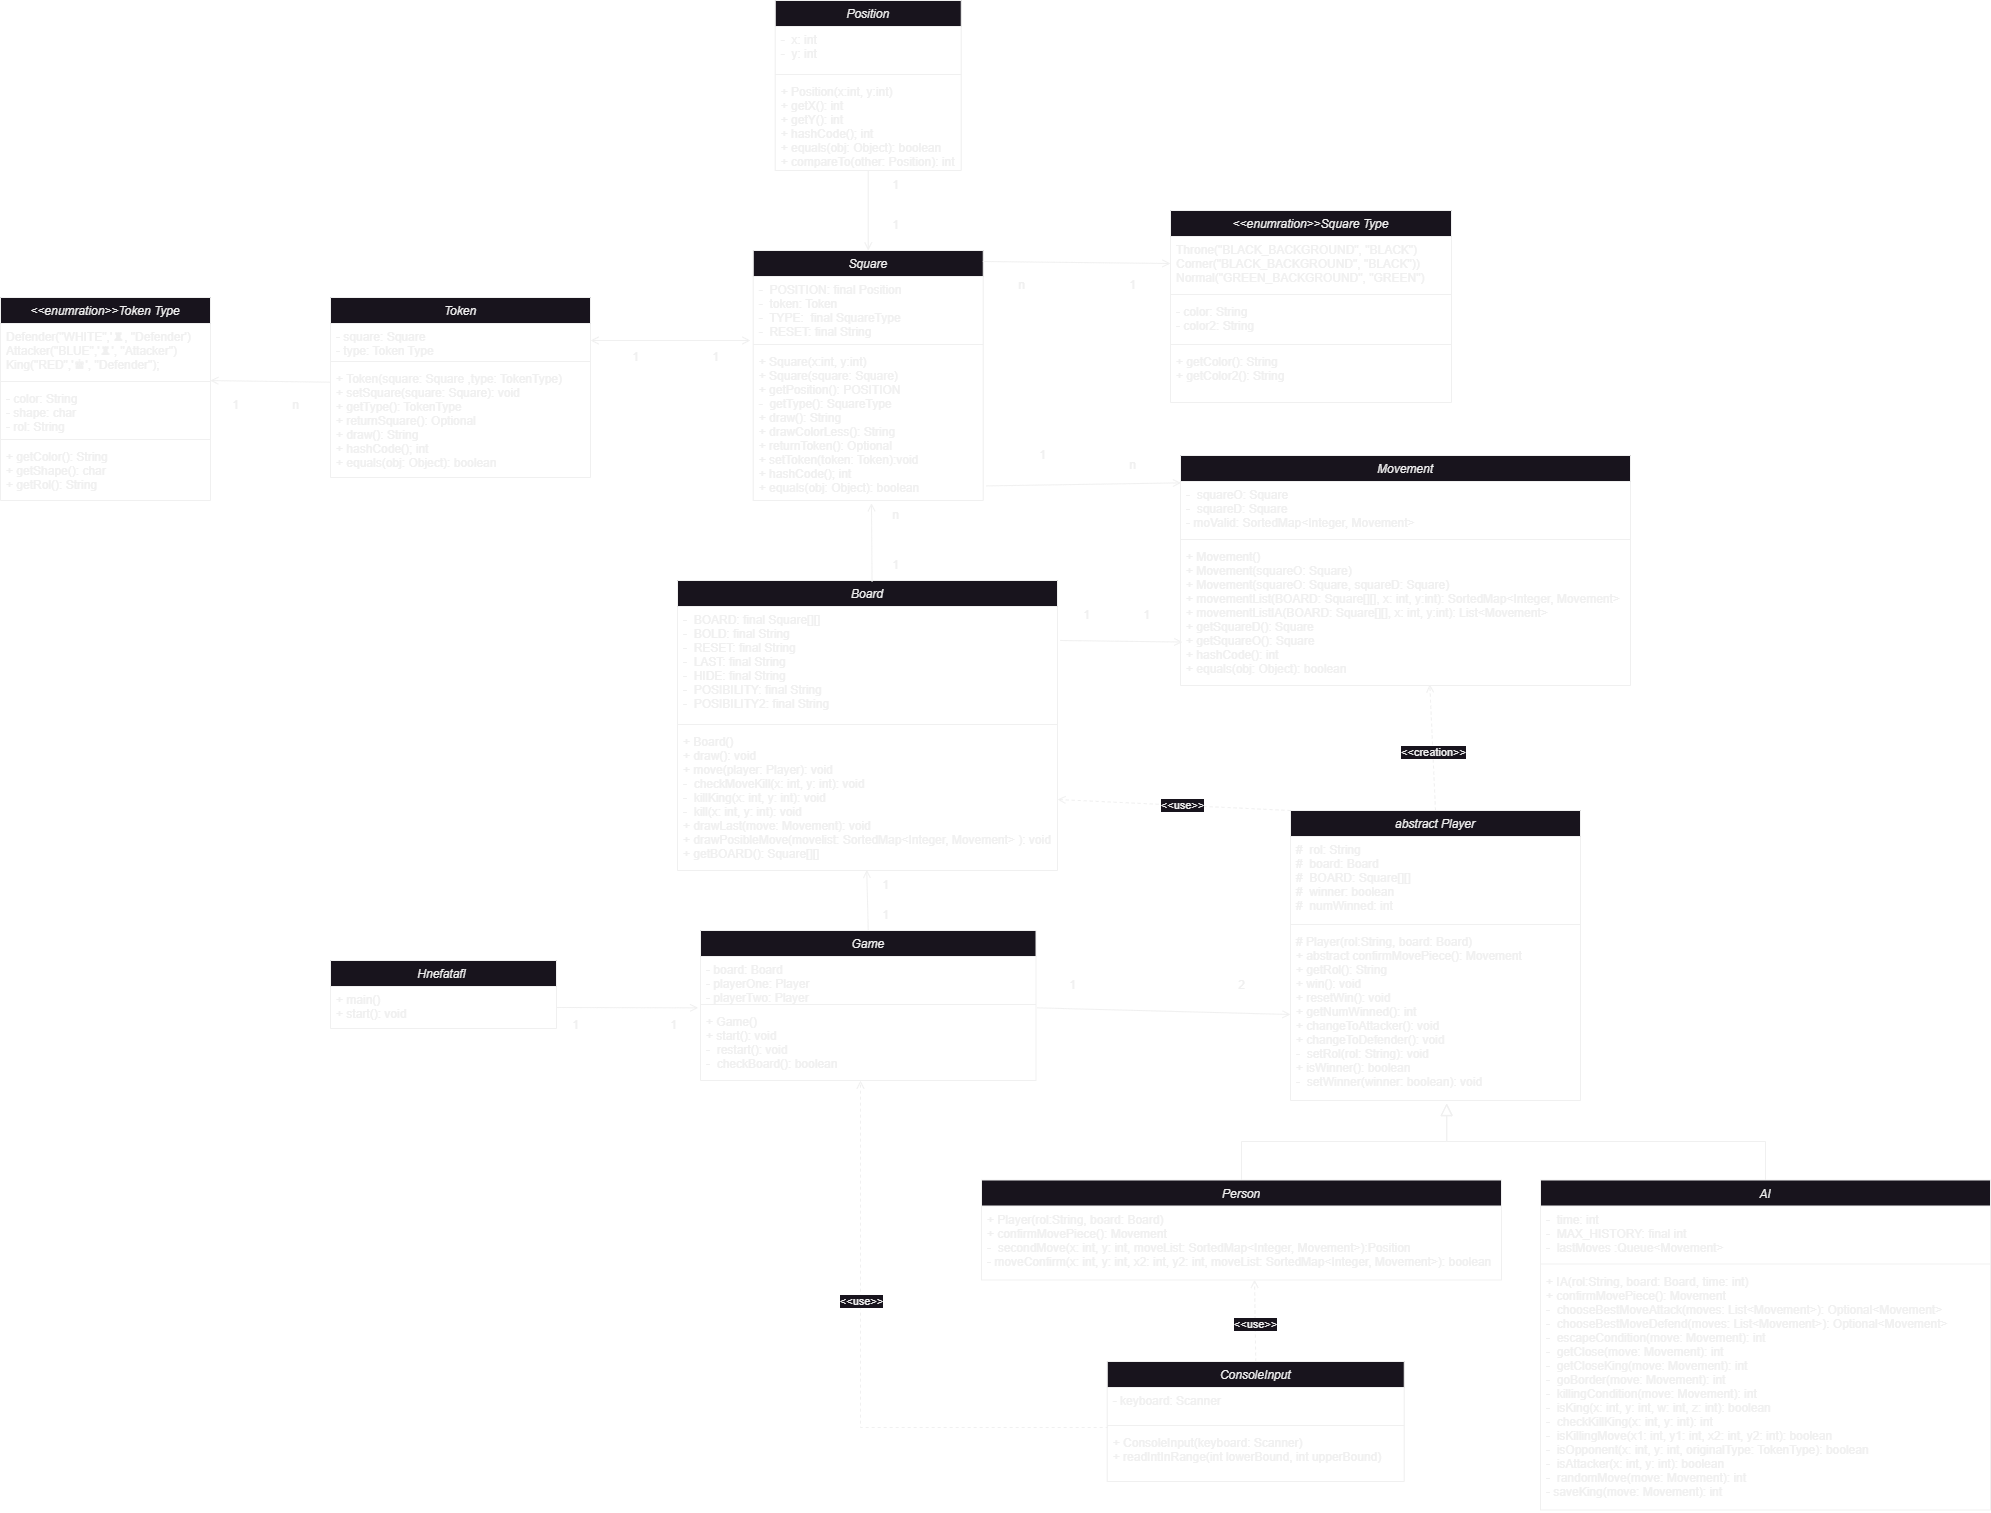 Position
- x: int
- y: int
+ Position(x:int, y:int)
+ getX(): int
+ getY(): int
+ hashCode(); int
+ equals(obj: Object): boolean
+ compareTo(other: Position): int
1
1
<<enumration>>Square Type
Throne("BLACK_BACKGROUND", "BLACK")
Corner("BLACK_BACKGROUND", "BLACK"))
Normal("GREEN_BACKGROUND", "GREEN")
- color: String
- color2: String
+ getColor(): String
+ getColor2(): String
Square
- POSITION: final Position
- token: Token
- TYPE: final SquareType
- RESET: final String
+ Square(x:int, y:int)
+ Square(square: Square)
+ getPosition(): POSITION
- getType(): SquareType
+ draw(): String
+ drawColorLess(): String
+ returnToken(): Optional
+ setToken(token: Token):void
+ hashCode(); int
+ equals(obj: Object): boolean
n
1
<<enumration>>Token Type
Defender("WHITE",'♜', "Defender")
Attacker("BLUE",'♜', "Attacker")
King("RED",'♚', "Defender");
- color: String
- shape: char
- rol: String
+ getColor(): String
+ getShape(): char
+ getRol(): String
1
n
Token
- square: Square
- type: Token Type
+ Token(square: Square ,type: TokenType)
+ setSquare(square: Square): void
+ getType(): TokenType
+ returnSquare(): Optional
+ draw(): String
+ hashCode(); int
+ equals(obj: Object): boolean
1
1
1
n
Movement
- squareO: Square
- squareD: Square
- moValid: SortedMap<Integer, Movement>
+ Movement()
+ Movement(squareO: Square)
+ Movement(squareO: Square, squareD: Square)
+ movementList(BOARD: Square[][], x: int, y:int): SortedMap<Integer, Movement>
+ movementListIA(BOARD: Square[][], x: int, y:int): List<Movement>
+ getSquareD(): Square
+ getSquareO(): Square
+ hashCode(): int
+ equals(obj: Object): boolean
n
1
Board
- BOARD: final Square[][]
- BOLD: final String
- RESET: final String
- LAST: final String
- HIDE: final String
- POSIBILITY: final String
- POSIBILITY2: final String
+ Board()
+ draw(): void
+ move(player: Player): void
- checkMoveKill(x: int, y: int): void
- killKing(x: int, y: int): void
- kill(x: int, y: int): void
+ drawLast(move: Movement): void
+ drawPosibleMove(movelist: SortedMap<Integer, Movement> ): void
+ getBOARD(): Square[][]
1
1
<<creation>>
<<use>>
abstract Player
# rol: String
# board: Board
# BOARD: Square[][]
# winner: boolean
# numWinned: int
# Player(rol:String, board: Board)
+ abstract confirmMovePiece(): Movement
+ getRol(): String
+ win(): void
+ resetWin(): void
+ getNumWinned(): int
+ changeToAttacker(): void
+ changeToDefender(): void
- setRol(rol: String): void
+ isWinner(): boolean
- setWinner(winner: boolean): void
1
1
Game
- board: Board
- playerOne: Player
- playerTwo: Player
+ Game()
+ start(): void
- restart(): void
- checkBoard(): boolean
1
2
Hnefatafl
+ main()
+ start(): void
1
1
Person
+ Player(rol:String, board: Board)
+ confirmMovePiece(): Movement
- secondMove(x: int, y: int, moveList: SortedMap<Integer, Movement>):Position
- moveConfirm(x: int, y: int, x2: int, y2: int, moveList: SortedMap<Integer, Movement>): boolean
AI
- time: int
- MAX_HISTORY: final int
- lastMoves :Queue<Movement>
+ IA(rol:String, board: Board, time: int)
+ confirmMovePiece(): Movement
- chooseBestMoveAttack(moves: List<Movement>): Optional<Movement>
- chooseBestMoveDefend(moves: List<Movement>): Optional<Movement>
- escapeCondition(move: Movement): int
- getClose(move: Movement): int
- getCloseKing(move: Movement): int
- goBorder(move: Movement): int
- killingCondition(move: Movement): int
- isKing(x: int, y: int, w: int, z: int): boolean
- checkKillKing(x: int, y: int): int
- isKillingMove(x1: int, y1: int, x2: int, y2: int): boolean
- isOpponent(x: int, y: int, originalType: TokenType): boolean
- isAttacker(x: int, y: int): boolean
- randomMove(move: Movement): int
- saveKing(move: Movement): int
<<use>>
<<use>>
ConsoleInput
- keyboard: Scanner
+ ConsoleInput(keyboard: Scanner)
+ readIntInRange(int lowerBound, int upperBound)